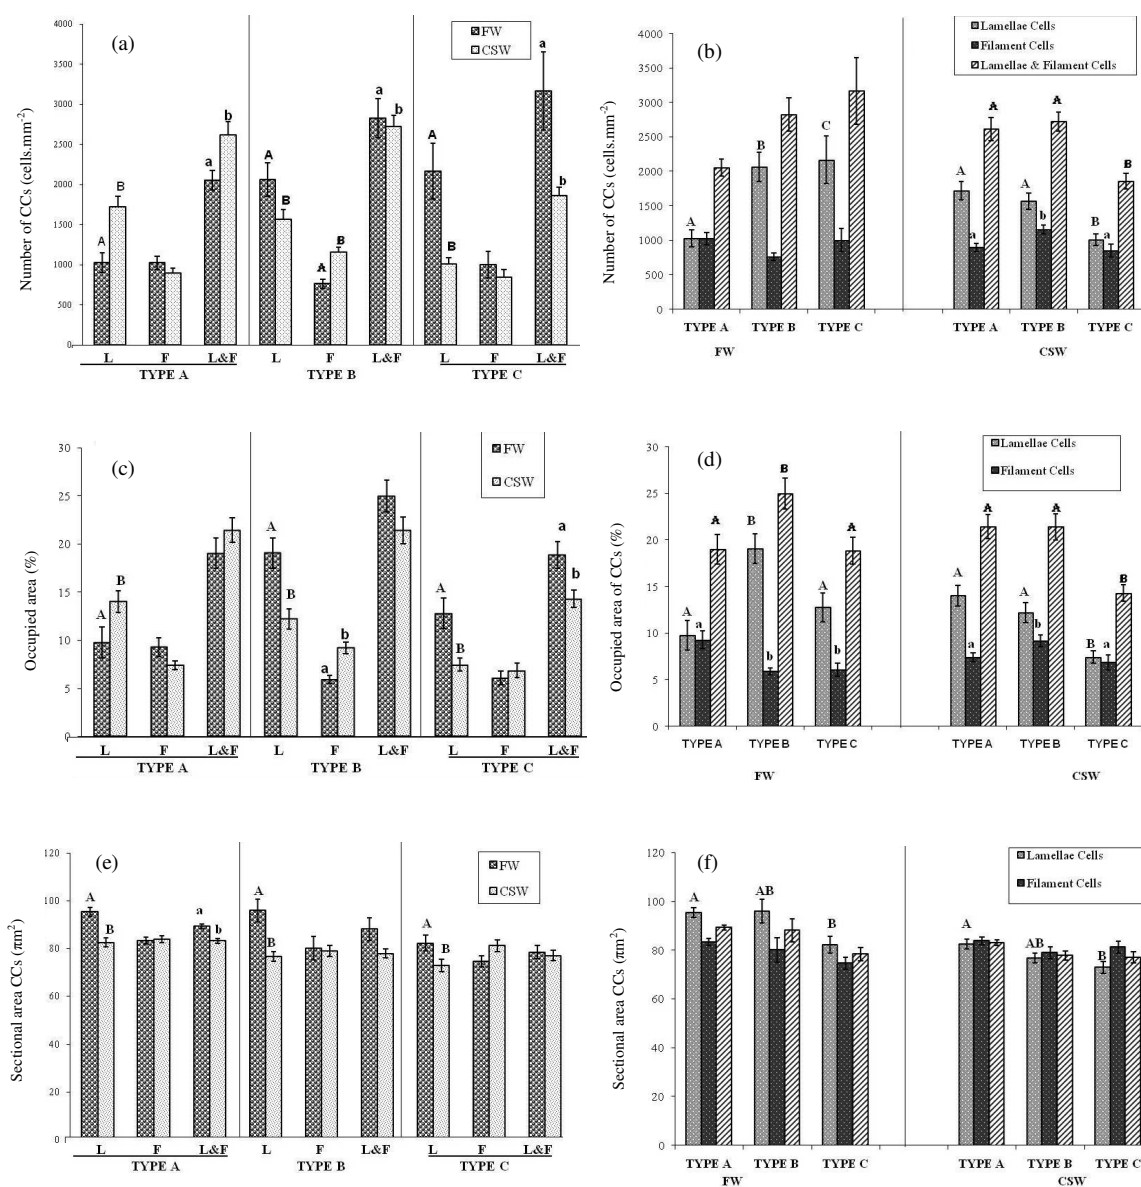 (a)
FW
CSW
Number of CCs (cells.mm-2)
4000
3500
3000
2500
2000
1500
1000
500
0
A B a b A B A B a b A B a b
L F L&F L F L&F L F L&F
TYPE A TYPE B TYPE C
(b)
Lamellae Cells
Filament Cells
Lamellae & Filament Cells
Number of CCs (cells.mm-2)
4000
3500
3000
2500
2000
1500
1000
500
0
A B C A a A A b A B a B
TYPE A TYPE B TYPE C TYPE A TYPE B TYPE C
FW CSW
(c)
FW
CSW
Occupied area (%)
30
25
20
15
10
5
0
A B A B a b A B a b
L F L&F L F L&F L F L&F
TYPE A TYPE B TYPE C
(d)
Lamellae Cells
Filament Cells
Occupied area of CCs (%)
30
25
20
15
10
5
0
A a A B b B A b A A a A A b A B a B
TYPE A TYPE B TYPE C TYPE A TYPE B TYPE C
FW CSW
(e)
FW
CSW
Sectional area CCs (πm2)
120
100
80
60
40
20
0
A B a b A B A B
L F L&F L F L&F L F L&F
TYPE A TYPE B TYPE C
(f)
Lamellae Cells
Filament Cells
Sectional area CCs (πm2)
120
100
80
60
40
20
0
A AB B A AB B
TYPE A TYPE B TYPE C TYPE A TYPE B TYPE C
FW CSW